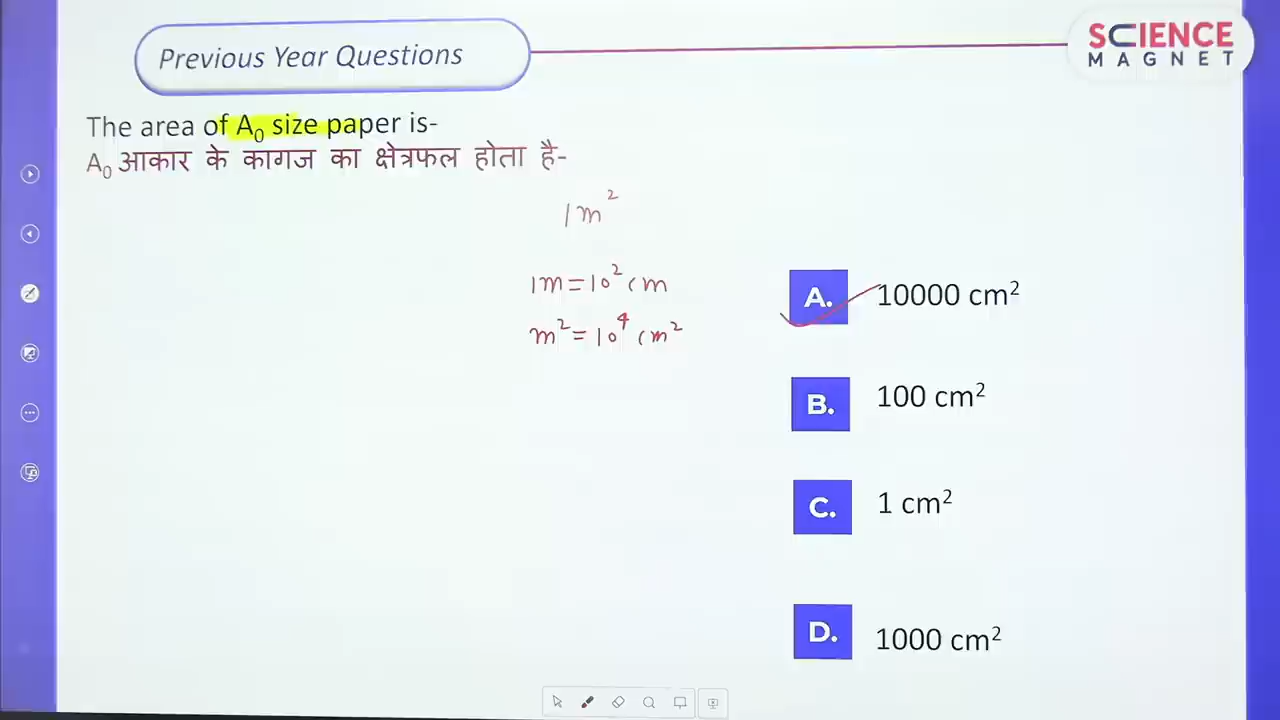 Previous Year Questions
SCIENCE
MAGNET
The area of A₀ size paper is-
A₀ आकार के कागज का क्षेत्रफल होता है-
1m²
1m = 10² cm
m² = 10⁴ cm²
A. 10000 cm²
B. 100 cm²
C. 1 cm²
D. 1000 cm²